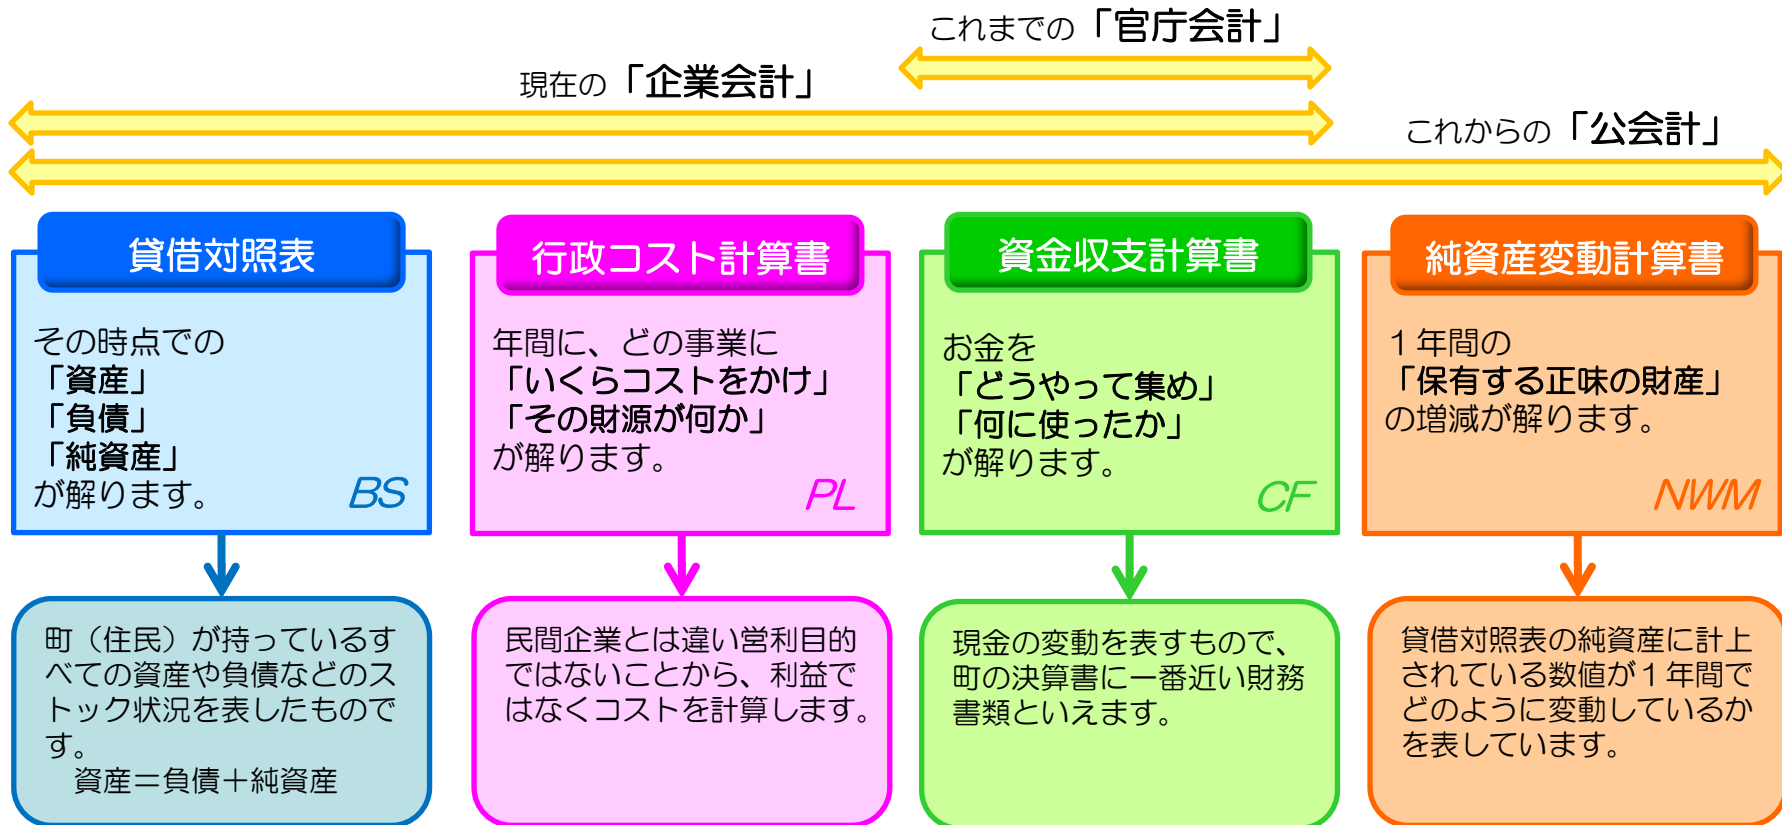 これまでの「官庁会計」
現在の「企業会計」
これからの「公会計」
貸借対照表
その時点での
「資産」
「負債」
「純資産」
が解ります。
BS
町（住民）が持っているす
べての資産や負債などのス
トック状況を表したもので
す。
資産＝負債＋純資産
行政コスト計算書
年間に、どの事業に
「いくらコストをかけ」
「その財源が何か」
が解ります。
PL
民間企業とは違い営利目的
ではないことから、利益で
はなくコストを計算します。
資金収支計算書
お金を
「どうやって集め」
「何に使ったか」
が解ります。
CF
現金の変動を表すもので、
町の決算書に一番近い財務
書類といえます。
純資産変動計算書
１年間の
「保有する正味の財産」
の増減が解ります。
NWM
貸借対照表の純資産に計上
されている数値が１年間で
どのように変動しているか
を表しています。